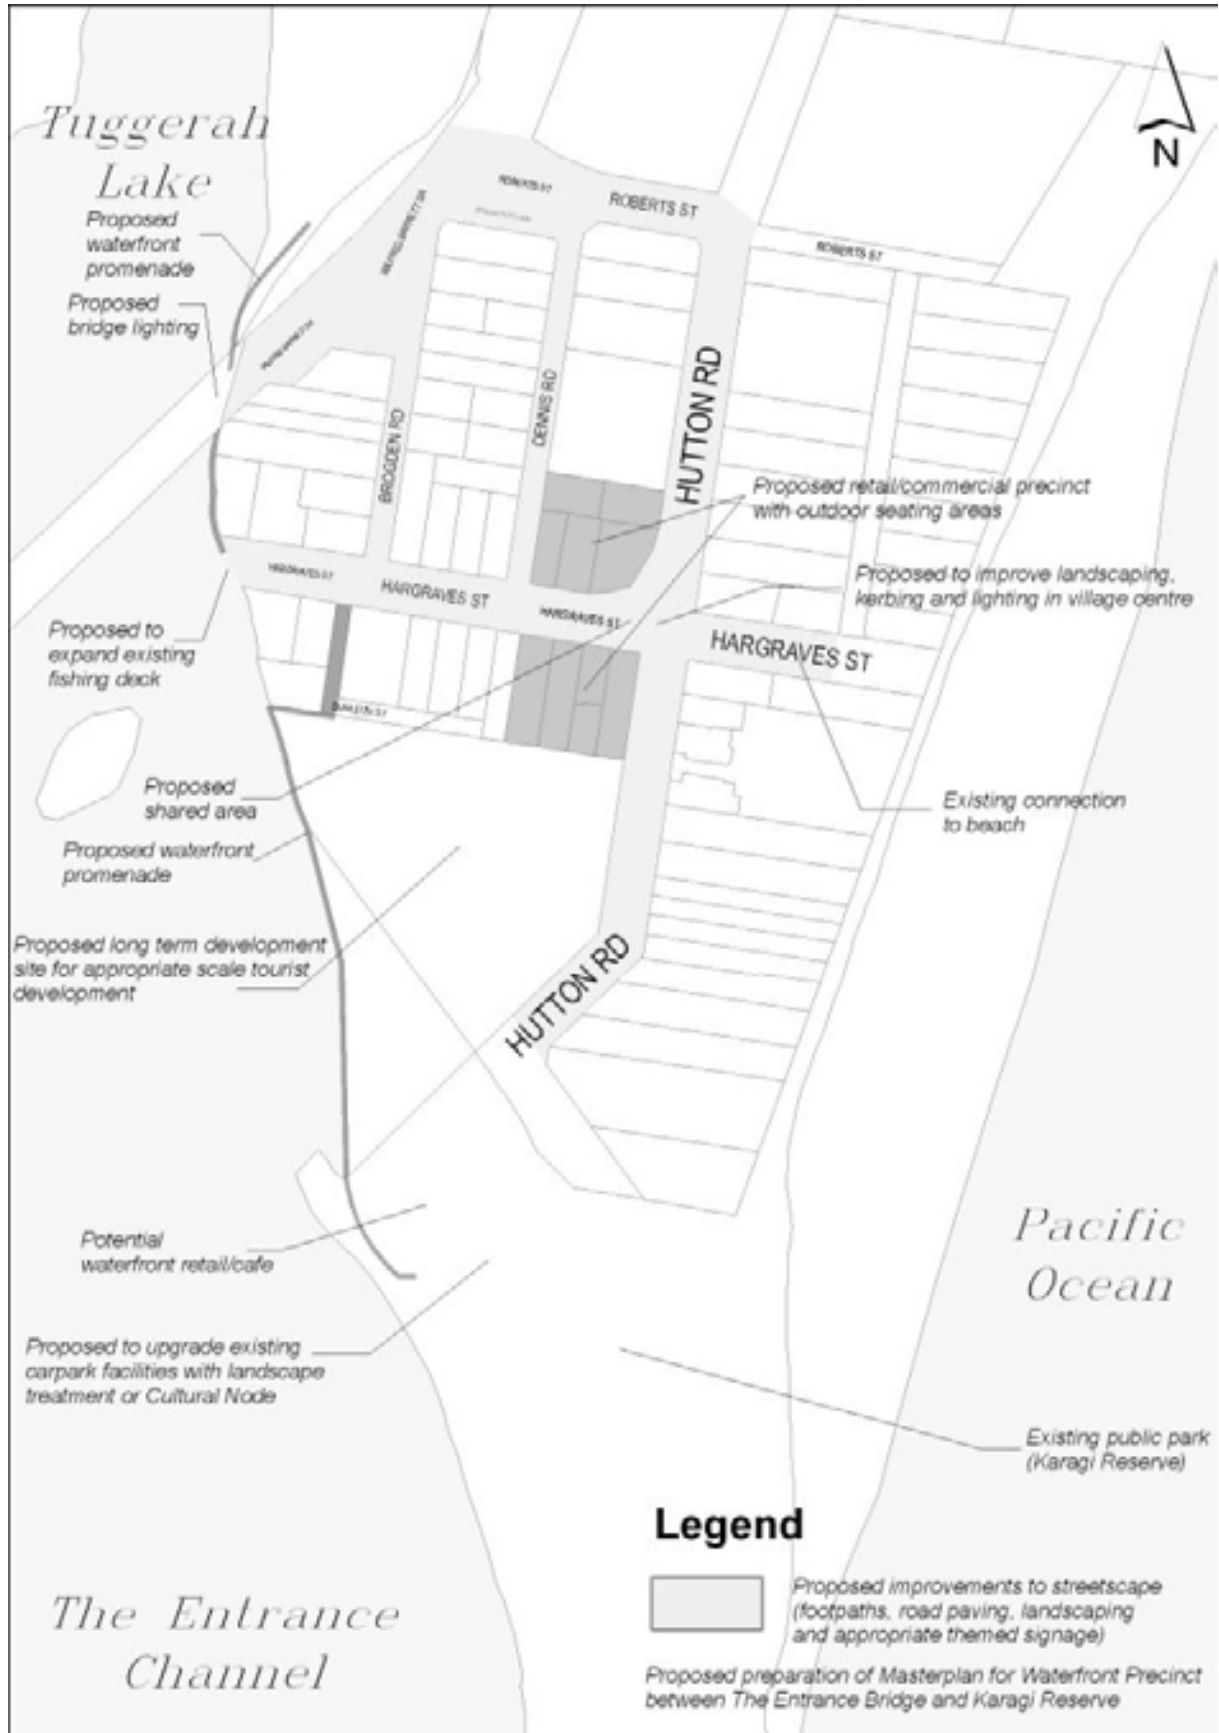 Tuggerah
Lake
N
Proposed
waterfront
promenade
Proposed
bridge lighting
ROBERTS ST
ROBERTS ST
ROBERTS ST
HUTTON RD
DENNIS RD
BROGDEN RD
Proposed retail/commercial precinct
with outdoor seating areas
HARGRAVES ST
HARGRAVES ST
HARGRAVES ST
HARGRAVES ST
Proposed to improve landscaping,
kerbing and lighting in village centre
Proposed to
expand existing
fishing deck
Proposed
shared area
Existing connection
to beach
Proposed waterfront
promenade
Proposed long term development
site for appropriate scale tourist
development
HUTTON RD
Potential
waterfront retail/cafe
Pacific
Ocean
Proposed to upgrade existing
carpark facilities with landscape
treatment or Cultural Node
Existing public park
(Karagi Reserve)
The Entrance
Channel
Legend
Proposed improvements to streetscape
(footpaths, road paving, landscaping
and appropriate themed signage)
Proposed preparation of Masterplan for Waterfront Precinct
between The Entrance Bridge and Karagi Reserve